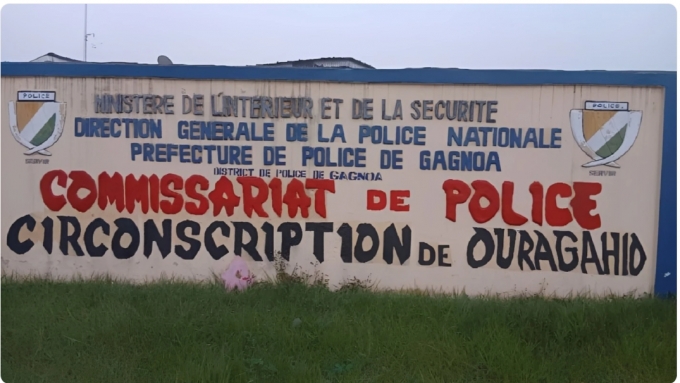 MINISTERE DE L'INTERIEUR ET DE LA SECURITE
DIRECTION GENERALE DE LA POLICE NATIONALE
PREFECTURE DE POLICE DE GAGNOA
DISTRICT DE POLICE DE GAGNOA
COMMISSARIAT DE POLICE
CIRCONSCRIPTION DE OURAGAHIO
POLICE
POLICE